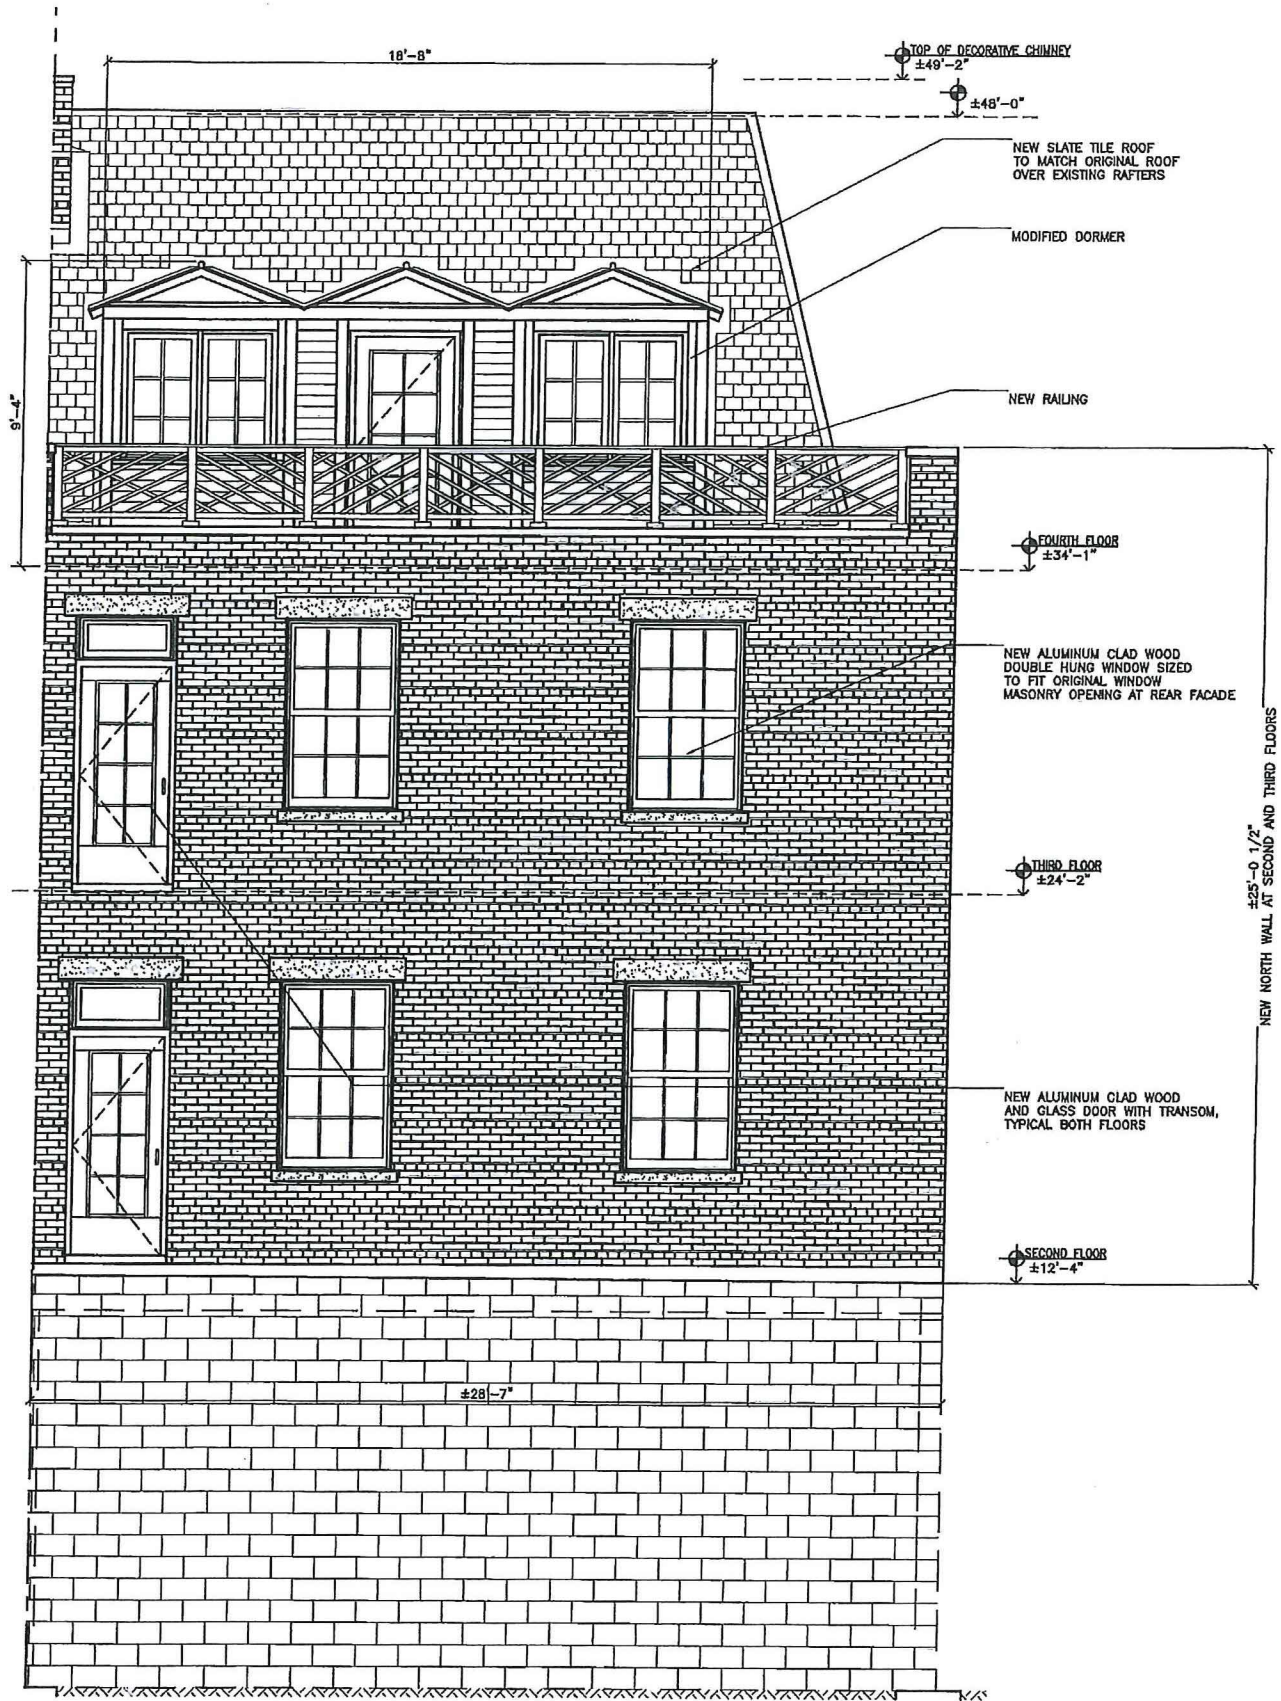 18'-8"
TOP OF DECORATIVE CHIMNEY
±49'-2"
±48'-0"
NEW SLATE TILE ROOF
TO MATCH ORIGINAL ROOF
OVER EXISTING RAFTERS
MODIFIED DORMER
9'-4"
NEW RAILING
FOURTH FLOOR
±34'-1"
NEW ALUMINUM CLAD WOOD
DOUBLE HUNG WINDOW SIZED
TO FIT ORIGINAL WINDOW
MASONRY OPENING AT REAR FACADE
THIRD FLOOR
±24'-2"
±25'-0 1/2"
NEW NORTH WALL AT SECOND AND THIRD FLOORS
NEW ALUMINUM CLAD WOOD
AND GLASS DOOR WITH TRANSOM,
TYPICAL BOTH FLOORS
SECOND FLOOR
±12'-4"
±28'-7"